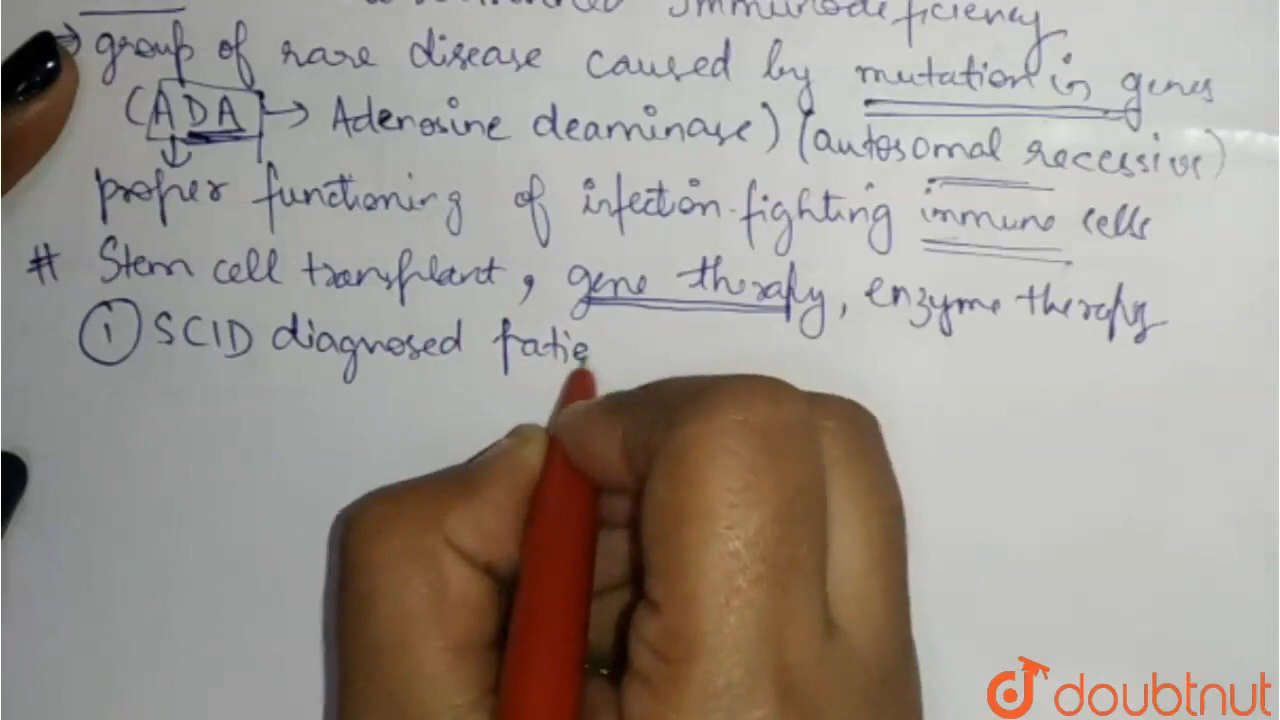 Immunodeficiency
→ group of rare disease caused by mutation in genes
(ADA → Adenosine deaminase) (autosomal recessive)
proper functioning of infection-fighting immune cells
# Stem cell transplant, gene therapy, enzyme therapy
① SCID diagnosed patie
doubtnut